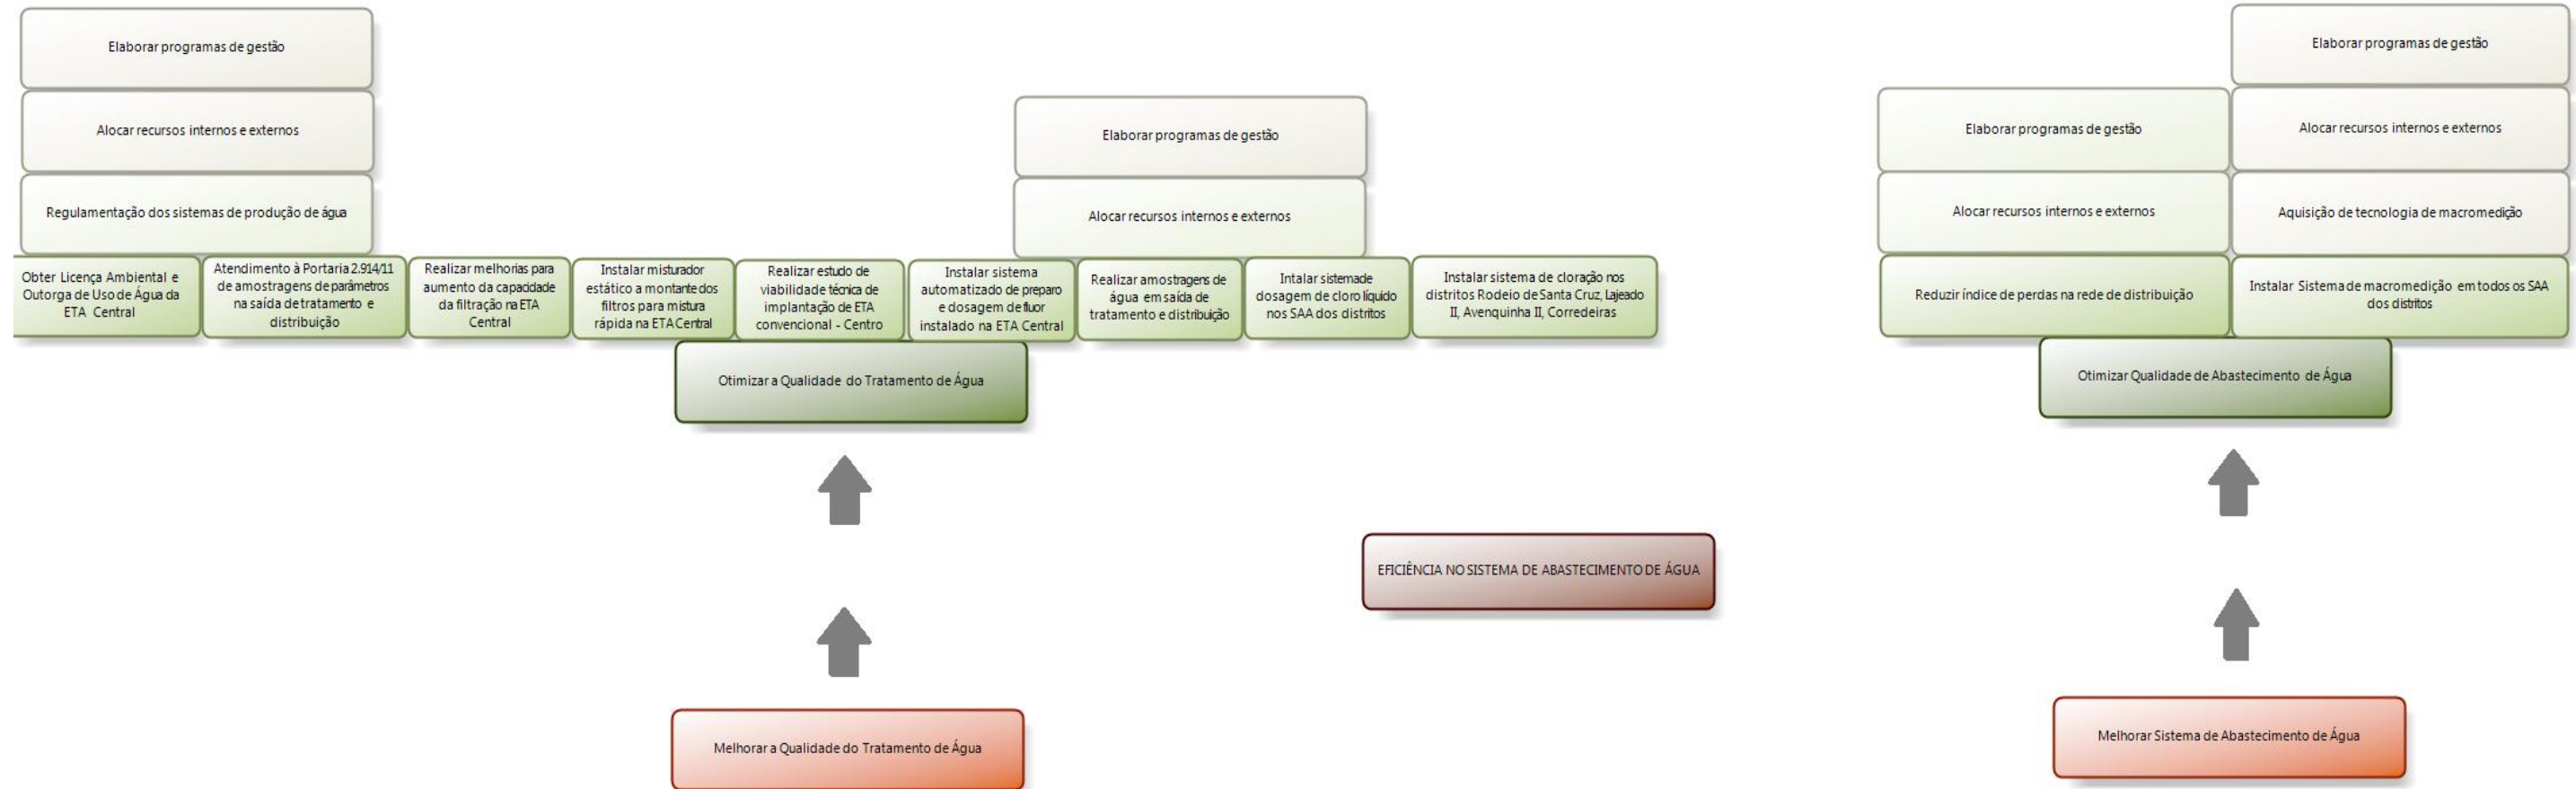 Elaborar programas de gestão
Alocar recursos internos e externos
Regulamentação dos sistemas de produção de água
Elaborar programas de gestão
Alocar recursos internos e externos
Obter Licença Ambiental e
Outorga de Uso de Água da
ETA Central
Atendimento à Portaria 2.914/11
de amostragens de parâmetros
na saída de tratamento e
distribuição
Realizar melhorias para
aumento da capacidade
da filtração na ETA
Central
Instalar misturador
estático a montante dos
filtros para mistura
rápida na ETA Central
Realizar estudo de
viabilidade técnica de
implantação de ETA
convencional - Centro
Instalar sistema
automatizado de preparo
e dosagem de fluor
instalado na ETA Central
Realizar amostragens de
água em saída de
tratamento e distribuição
Intalar sistemade
dosagem de cloro líquido
nos SAA dos distritos
Instalar sistema de cloração nos
distritos Rodeio de Santa Cruz, Lajeado
II, Avenquinha II, Corredeiras
Otimizar a Qualidade do Tratamento de Água
Elaborar programas de gestão
Alocar recursos internos e externos
Reduzir índice de perdas na rede de distribuição
Elaborar programas de gestão
Alocar recursos internos e externos
Aquisição de tecnologia de macromedição
Instalar Sistema de macromedição em todos os SAA
dos distritos
Otimizar Qualidade de Abastecimento de Água
EFICIÊNCIA NO SISTEMA DE ABASTECIMENTO DE ÁGUA
Melhorar a Qualidade do Tratamento de Água
Melhorar Sistema de Abastecimento de Água